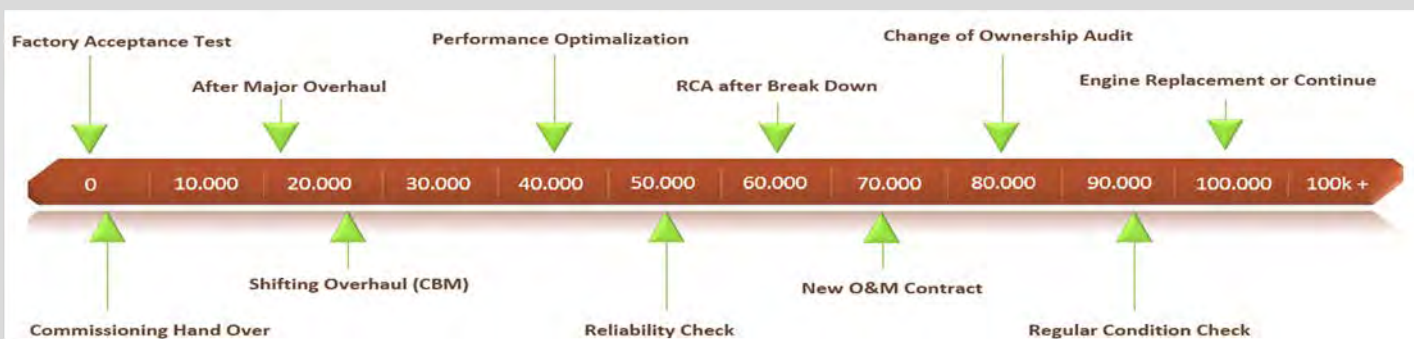 Factory Acceptance Test
Performance Optimalization
Change of Ownership Audit
After Major Overhaul
RCA after Break Down
Engine Replacement or Continue
0 10.000 20.000 30.000 40.000 50.000 60.000 70.000 80.000 90.000 100.000 100k +
Shifting Overhaul (CBM)
New O&M Contract
Commissioning Hand Over
Reliability Check
Regular Condition Check